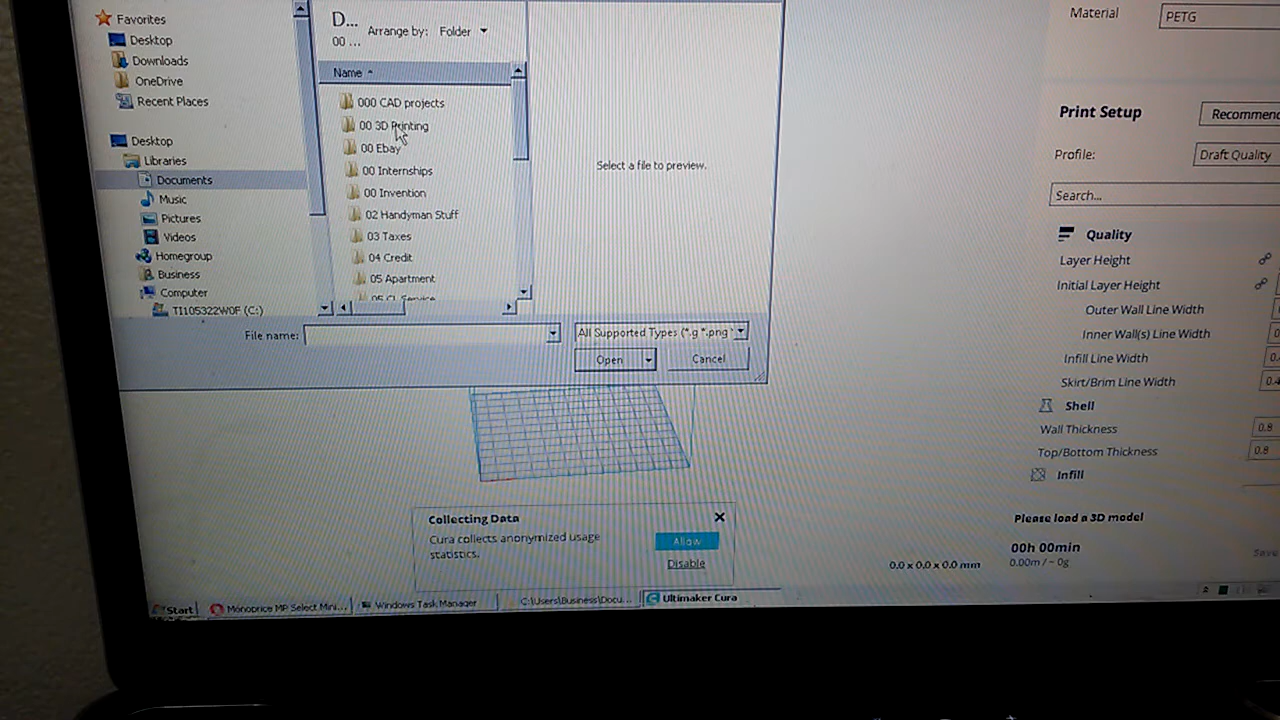 Favorites
Desktop
Downloads
OneDrive
Recent Places
Desktop
Libraries
Documents
Music
Pictures
Videos
Homegroup
Business
Computer
TI105322W0F (C:)
D...
00 ...
Arrange by: Folder
Name
000 CAD projects
00 3D Printing
00 Ebay
00 Internships
00 Invention
02 Handyman Stuff
03 Taxes
04 Credit
05 Apartment
05 CL Service
Select a file to preview.
File name:
All Supported Types (*.g *.png
Open
Cancel
Material
PETG
Print Setup
Recommend
Profile:
Draft Quality
Search...
Quality
Layer Height
Initial Layer Height
Outer Wall Line Width
Inner Wall(s) Line Width
Infill Line Width
Skirt/Brim Line Width
Shell
Wall Thickness
0.8
Top/Bottom Thickness
0.8
Infill
Please load a 3D model
00h 00min
0.00m / ~ 0g
Save
0.0 x 0.0 x 0.0 mm
Collecting Data
Cura collects anonymized usage
statistics.
Allow
Disable
Start
Monoprice MP Select Mini...
Windows Task Manager
C:\Users\Business\Docu...
Ultimaker Cura